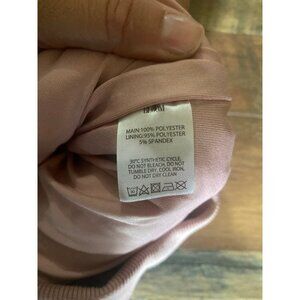 MAIN:100% POLYESTER
LINING:95% POLYESTER
5% SPANDEX
30°C SYNTHETIC CYCLE,
DO NOT BLEACH, DO NOT
TUMBLE DRY, COOL IRON,
DO NOT DRY CLEAN